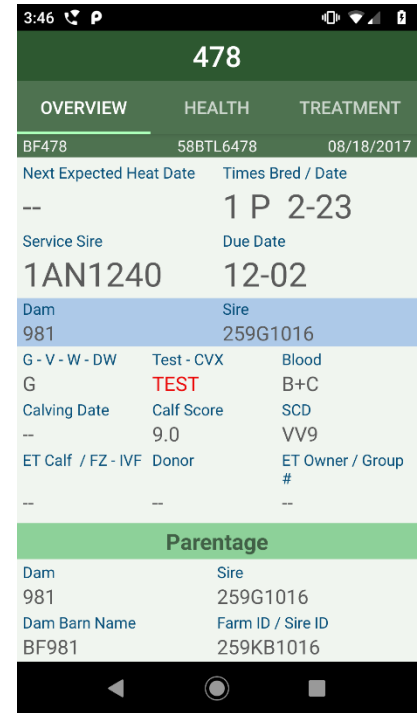 3:46
478
OVERVIEW HEALTH TREATMENT
BF478 58BTL6478 08/18/2017
Next Expected Heat Date Times Bred / Date
-- 1 P 2-23
Service Sire Due Date
1AN1240 12-02
Dam Sire
981 259G1016
G - V - W - DW Test - CVX Blood
G TEST B+C
Calving Date Calf Score SCD
-- 9.0 VV9
ET Calf / FZ - IVF Donor ET Owner / Group
#
-- -- --
Parentage
Dam Sire
981 259G1016
Dam Barn Name Farm ID / Sire ID
BF981 259KB1016